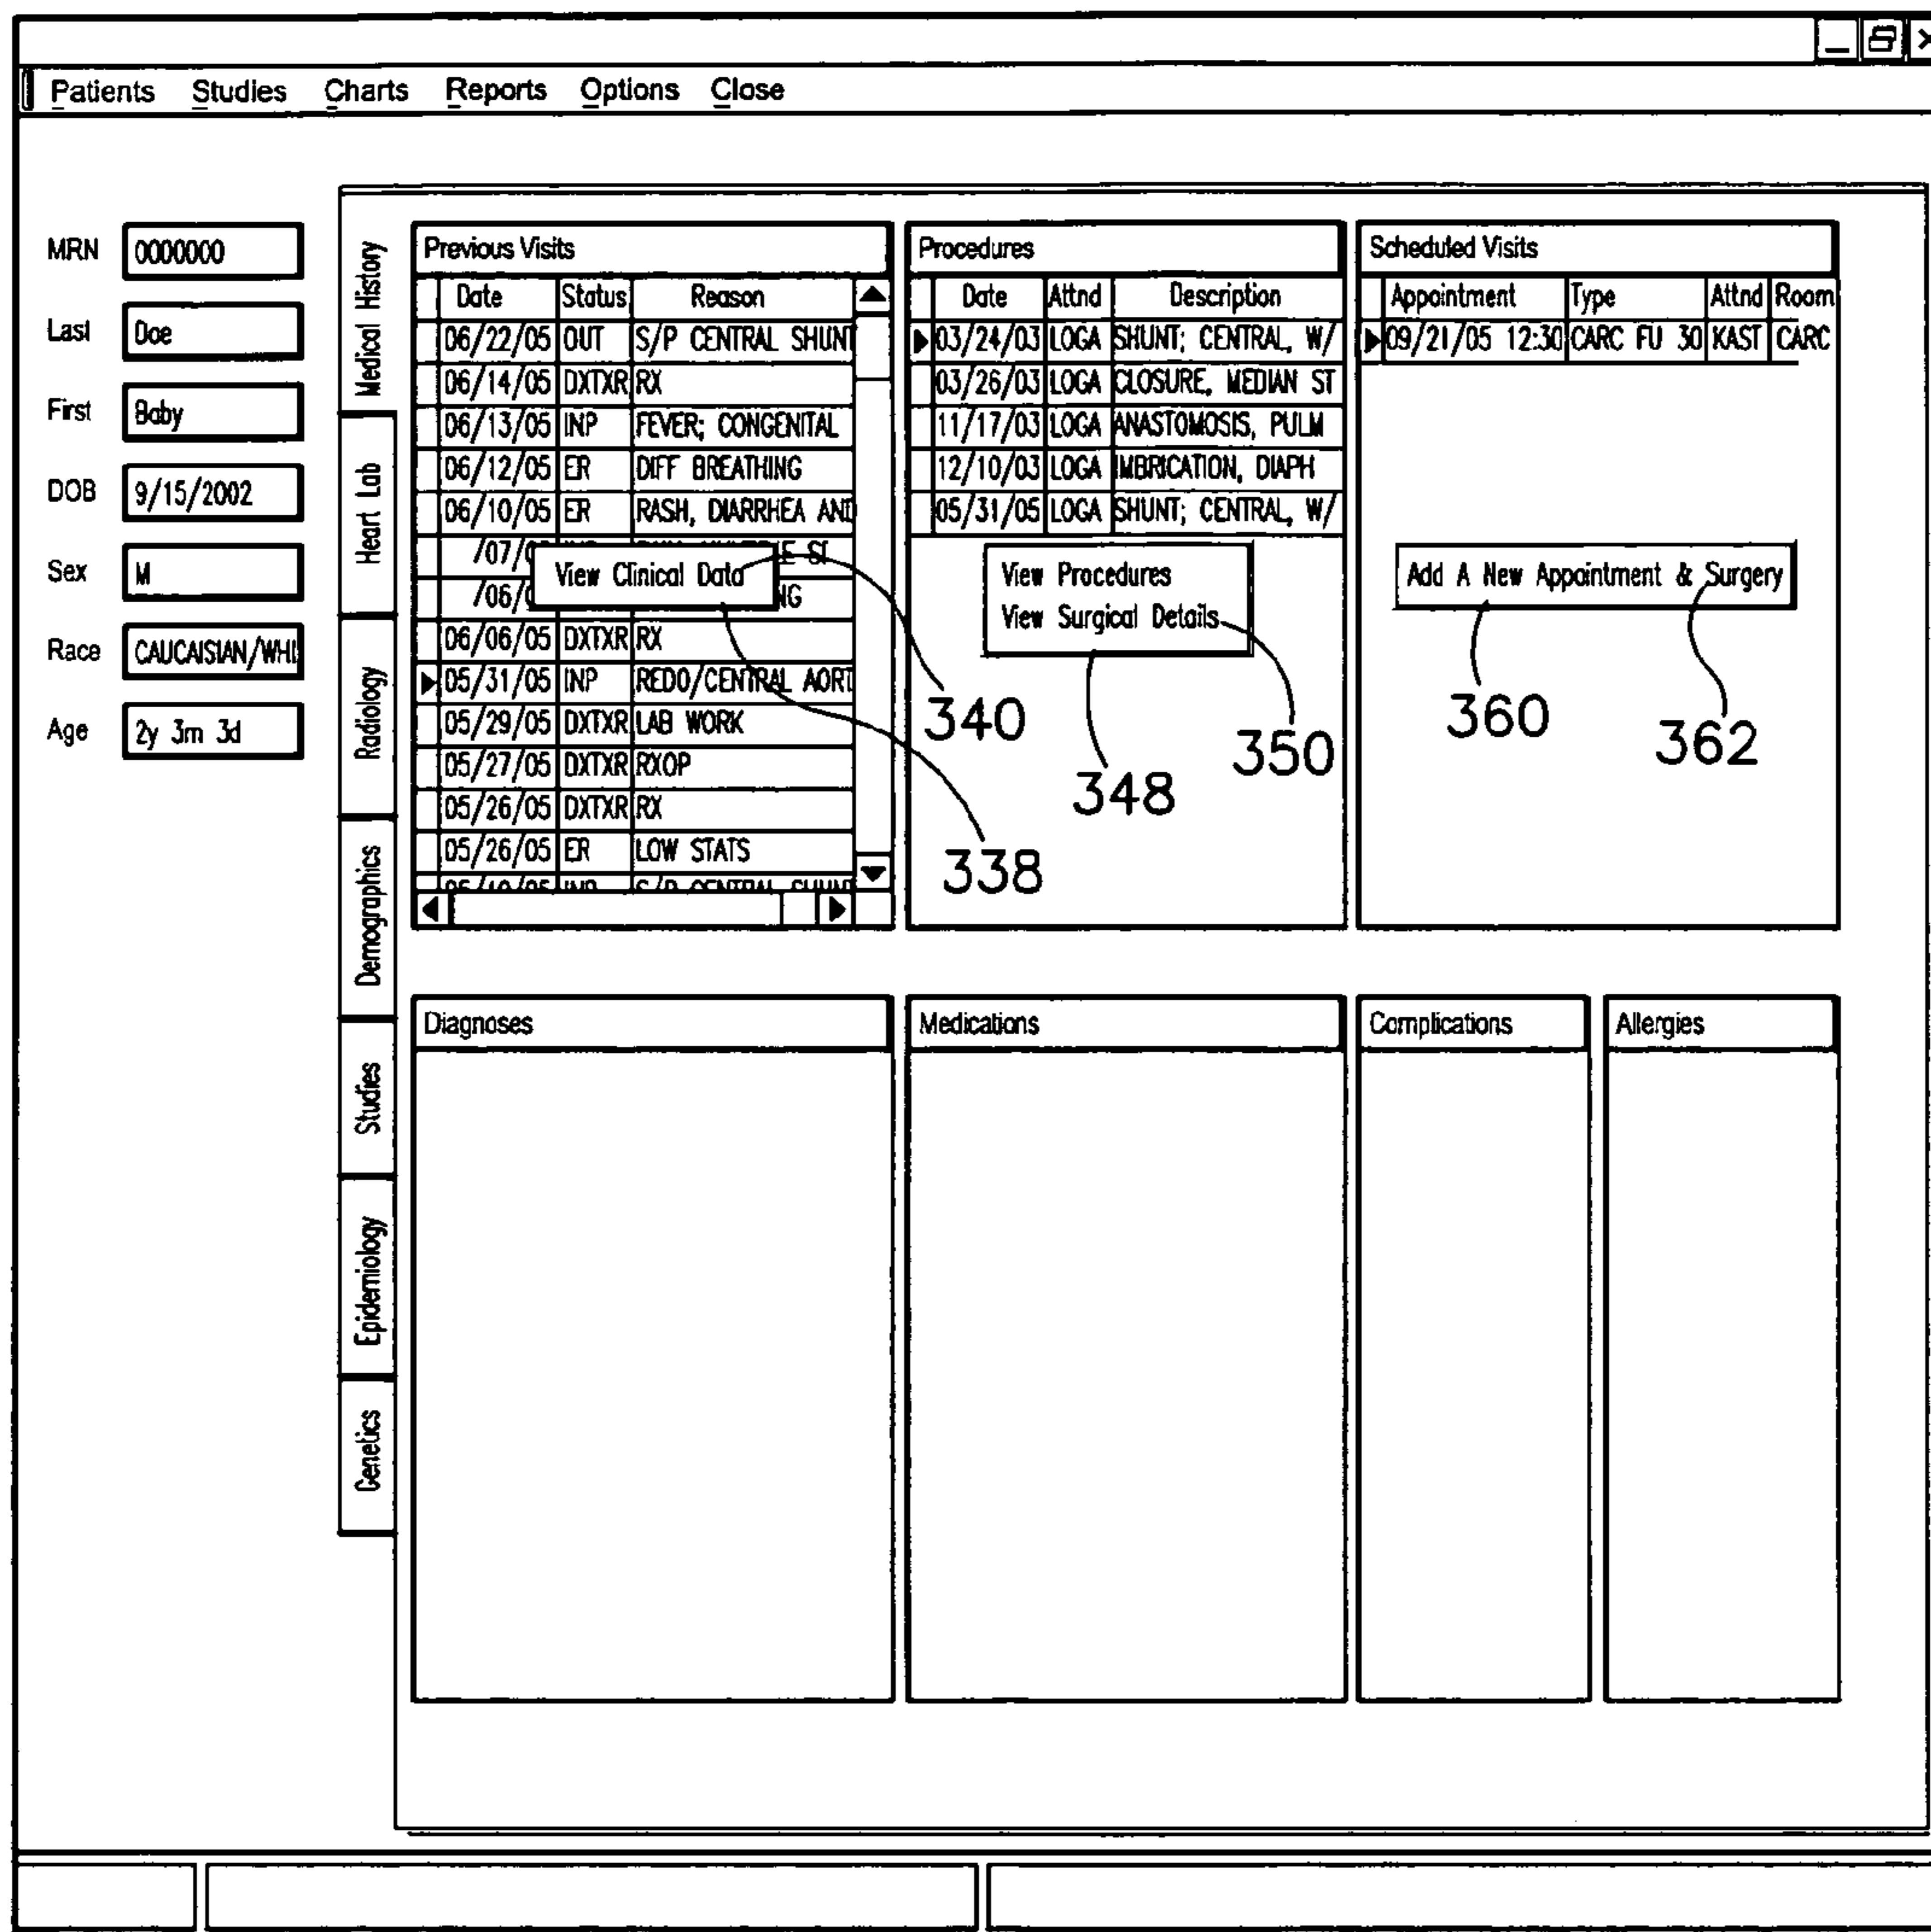 Patients Studies Charts Reports Options Close
MRN 0000000
Last Doe
First Baby
DOB 9/15/2002
Sex M
Race CAUCAISIAN/WHI
Age 2y 3m 3d
Medical History
Heart Lab
Radiology
Demographics
Studies
Epidemiology
Genetics
Previous Visits
Date Status Reason
06/22/05 OUT S/P CENTRAL SHUNT
06/14/05 DXTXR RX
06/13/05 INP FEVER; CONGENITAL
06/12/05 ER DIFF BREATHING
06/10/05 ER RASH, DIARRHEA AND
/07/0
/06/0 NG
View Clinical Data
06/06/05 DXTXR RX
05/31/05 INP REDO/CENTRAL AORT
05/29/05 DXTXR LAB WORK
05/27/05 DXTXR RXOP
05/26/05 DXTXR RX
05/26/05 ER LOW STATS
340
338
Procedures
Date Attnd Description
03/24/03 LOGA SHUNT; CENTRAL, W/
03/26/03 LOGA CLOSURE, MEDIAN ST
11/17/03 LOGA ANASTOMOSIS, PULM
12/10/03 LOGA IMBRICATION, DIAPH
05/31/05 LOGA SHUNT; CENTRAL, W/
View Procedures
View Surgical Details
350
348
Scheduled Visits
Appointment Type Attnd Room
09/21/05 12:30 CARC FU 30 KAST CARC
Add A New Appointment & Surgery
360
362
Diagnoses
Medications
Complications
Allergies